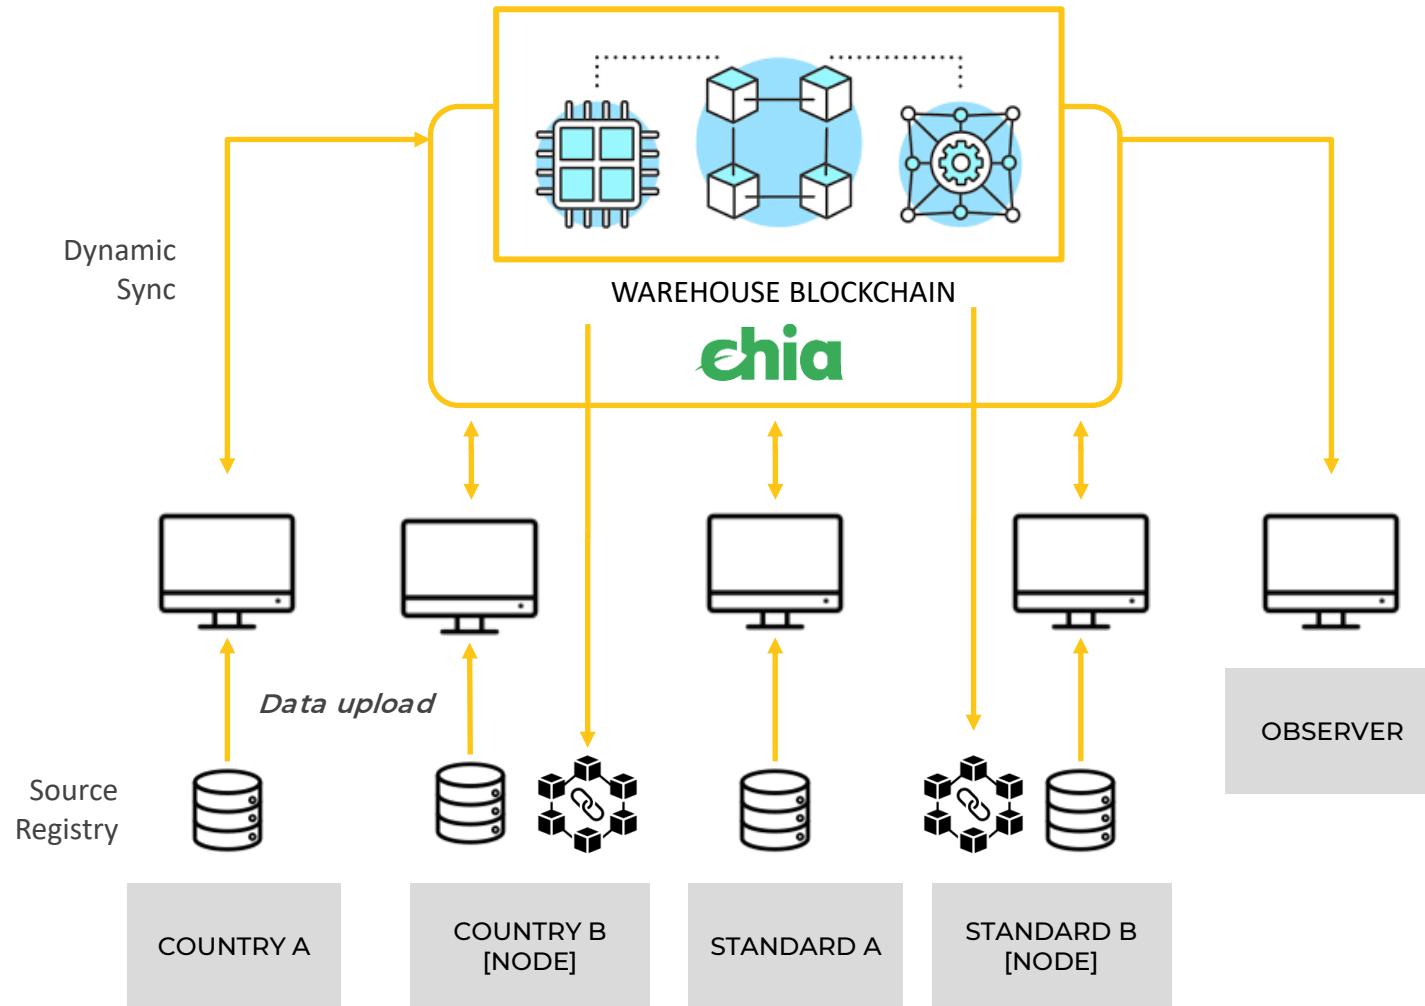 WAREHOUSE BLOCKCHAIN
chia
Dynamic
Sync
Data upload
Source
Registry
OBSERVER
COUNTRY A
COUNTRY B
[NODE]
STANDARD A
STANDARD B
[NODE]